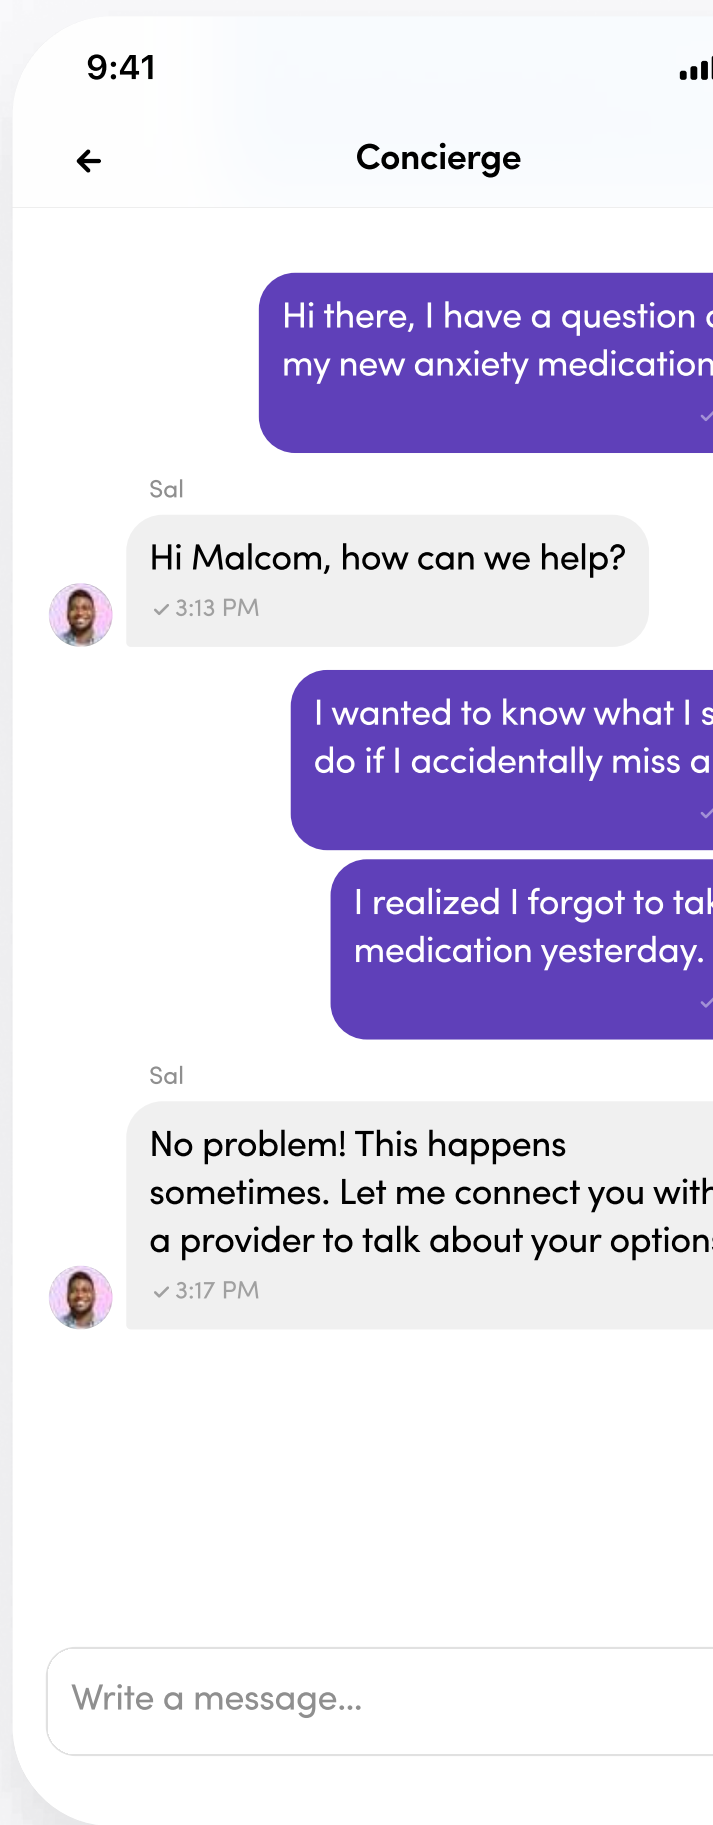 9:41
Concierge
Hi there, I have a question
my new anxiety medication
Sal
Hi Malcom, how can we help?
✓ 3:13 PM
I wanted to know what I
do if I accidentally miss a
I realized I forgot to
medication yesterday.
Sal
No problem! This happens
sometimes. Let me connect you with
a provider to talk about your options
✓ 3:17 PM
Write a message...